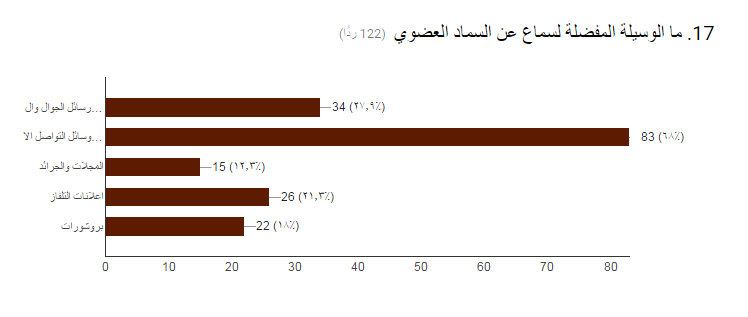 17. ما الوسيلة المفضلة لسماع عن السماد العضوي (122 ردًا)
رسائل الجوال وال... 34 (٢٧,٩٪)
وسائل التواصل الا... 83 (٦٨٪)
المجلات والجرائد 15 (١٢,٣٪)
اعلانات التلفاز 26 (٢١,٣٪)
بروشورات 22 (١٨٪)
0 10 20 30 40 50 60 70 80